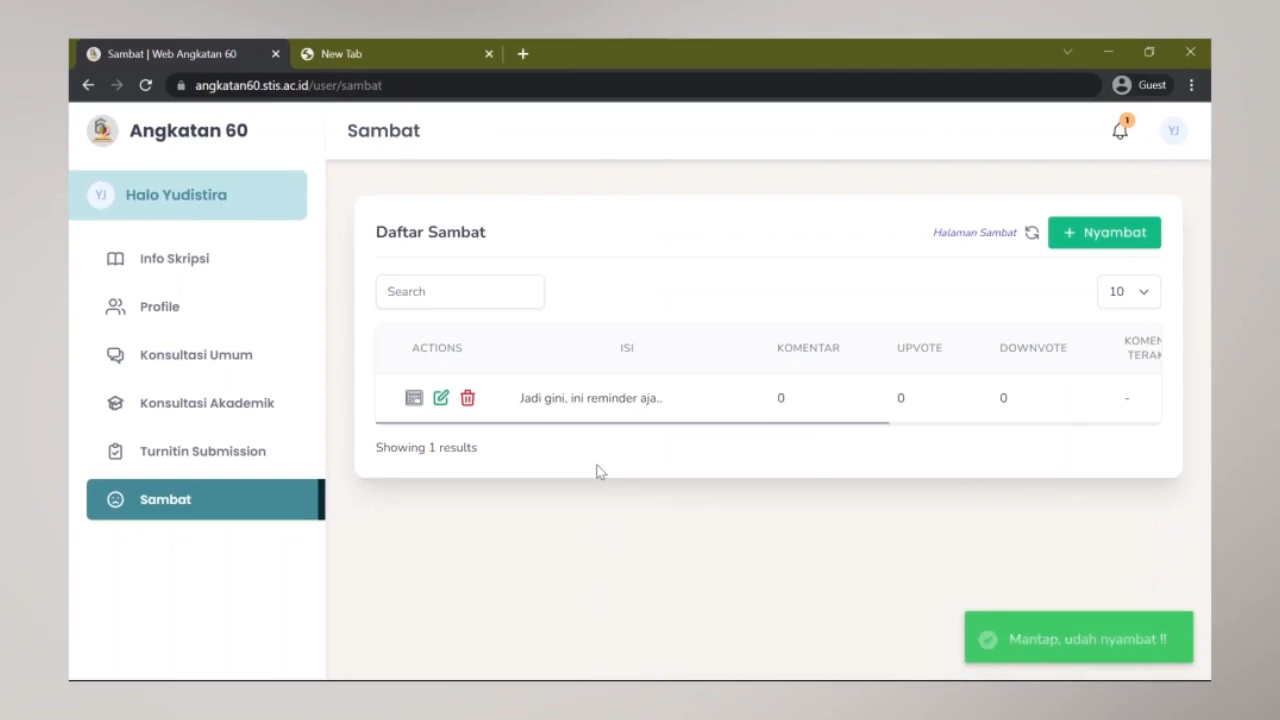 Sambat | Web Angkatan 60
New Tab
angkatan60.stis.ac.id/user/sambat
Guest
Angkatan 60
Sambat
1
YJ
YJ
Halo Yudistira
Info Skripsi
Profile
Konsultasi Umum
Konsultasi Akademik
Turnitin Submission
Sambat
Daftar Sambat
Halaman Sambat
+ Nyambat
Search
10
ACTIONS
ISI
KOMENTAR
UPVOTE
DOWNVOTE
KOMEN
TERAK
Jadi gini, ini reminder aja..
0
0
0
-
Showing 1 results
Mantap, udah nyambat !!